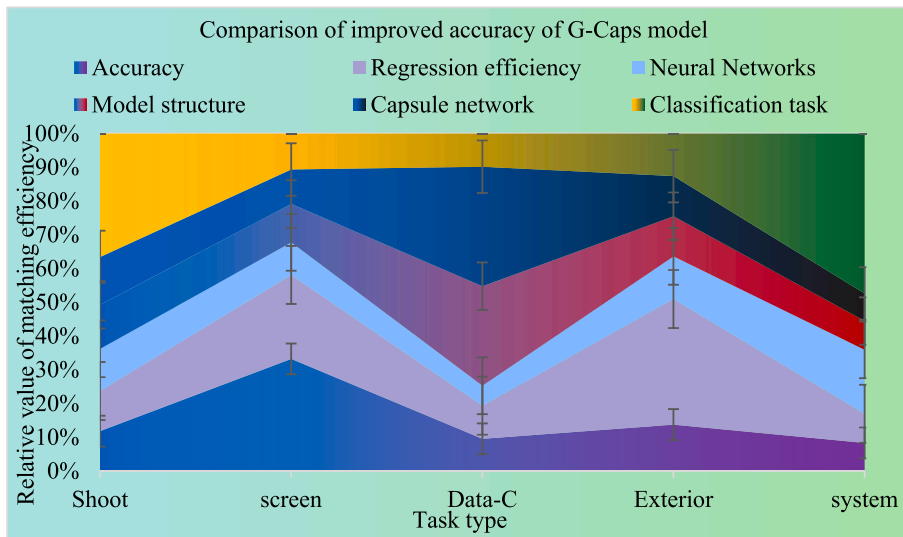 Comparison of improved accuracy of G-Caps model
Accuracy
Regression efficiency
Neural Networks
Model structure
Capsule network
Classification task
Relative value of matching efficiency
100%
90%
80%
70%
60%
50%
40%
30%
20%
10%
0%
Shoot
screen
Data-C
Exterior
system
Task type